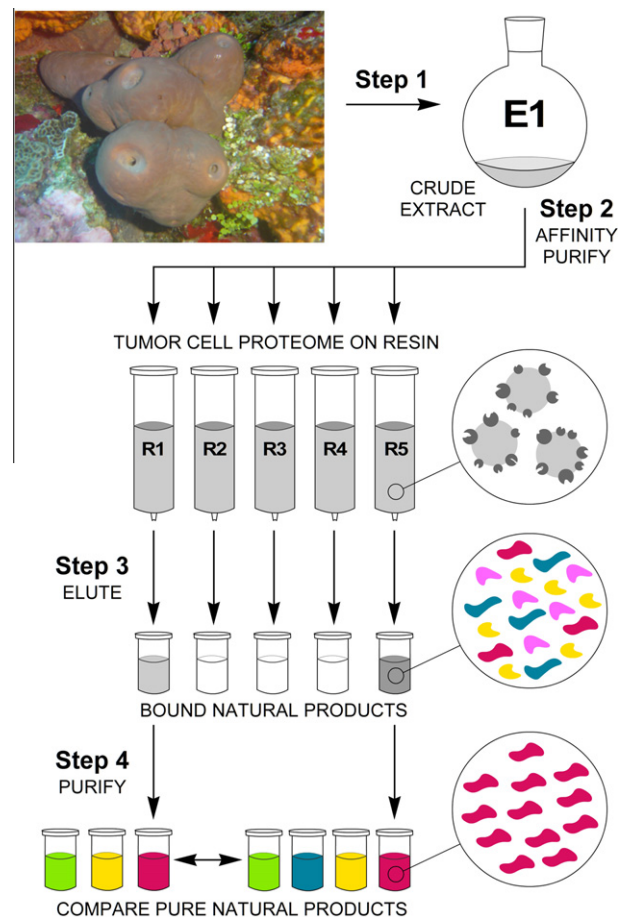 Step 1
E1
CRUDE
EXTRACT
Step 2
AFFINITY
PURIFY
TUMOR CELL PROTEOME ON RESIN
R1 R2 R3 R4 R5
Step 3
ELUTE
BOUND NATURAL PRODUCTS
Step 4
PURIFY
COMPARE PURE NATURAL PRODUCTS